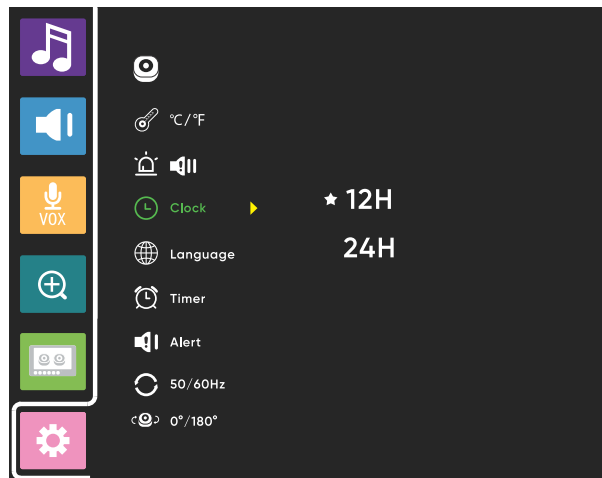 VOX
°C/°F
Clock
12H
24H
Language
Timer
Alert
50/60Hz
0°/180°